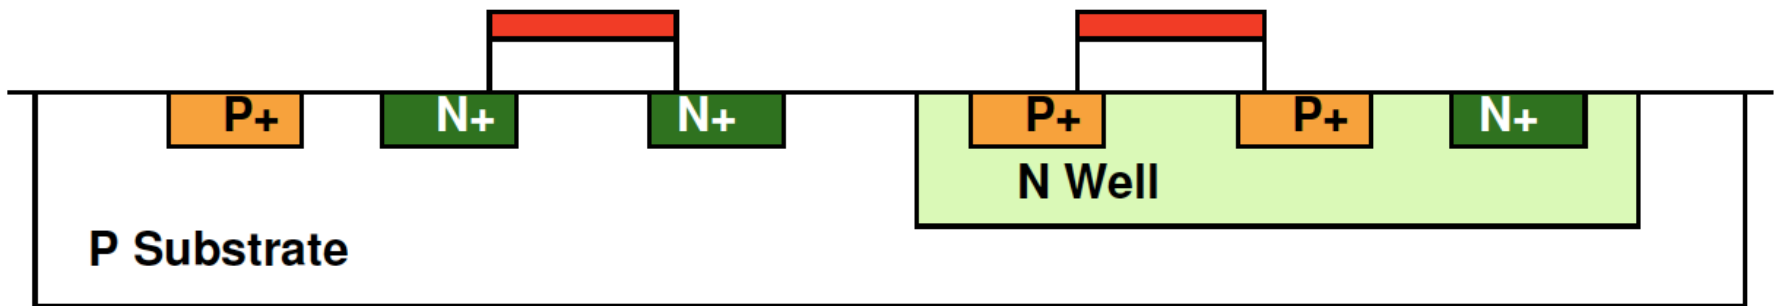 P+ N+ N+ P+ P+ N+
N Well
P Substrate